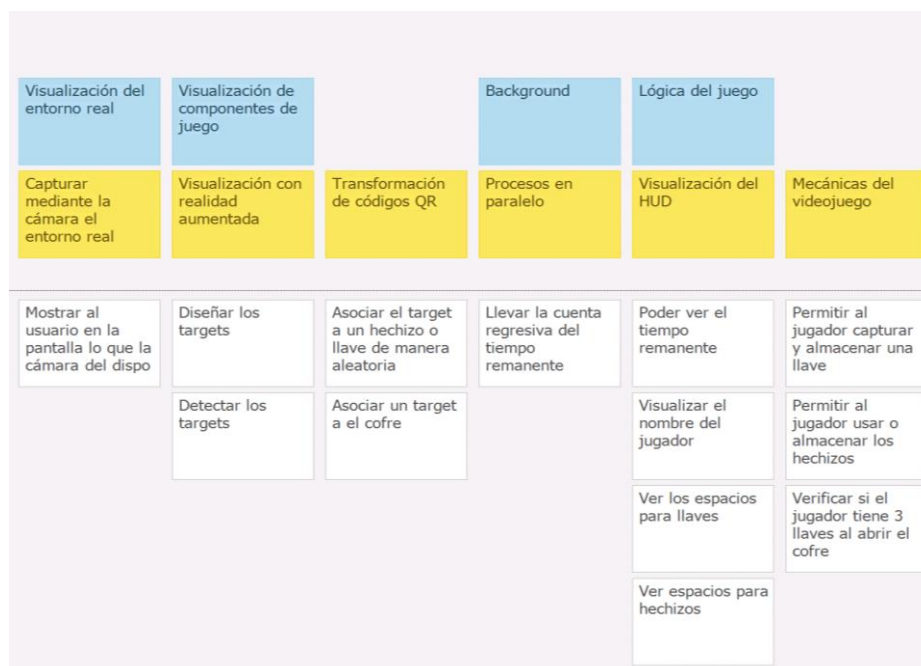 Visualización del
entorno real
Visualización de
componentes de
juego
Background
Lógica del juego
Capturar
mediante la
cámara el
entorno real
Visualización con
realidad
aumentada
Transformación
de códigos QR
Procesos en
paralelo
Visualización del
HUD
Mecánicas del
videojuego
Mostrar al
usuario en la
pantalla lo que la
cámara del dispo
Diseñar los
targets
Asociar el target
a un hechizo o
llave de manera
aleatoria
Llevar la cuenta
regresiva del
tiempo
remanente
Poder ver el
tiempo
remanente
Permitir al
jugador capturar
y almacenar una
llave
Detectar los
targets
Asociar un target
a el cofre
Visualizar el
nombre del
jugador
Permitir al
jugador usar o
almacenar los
hechizos
Ver los espacios
para llaves
Verificar si el
jugador tiene 3
llaves al abrir el
cofre
Ver espacios para
hechizos